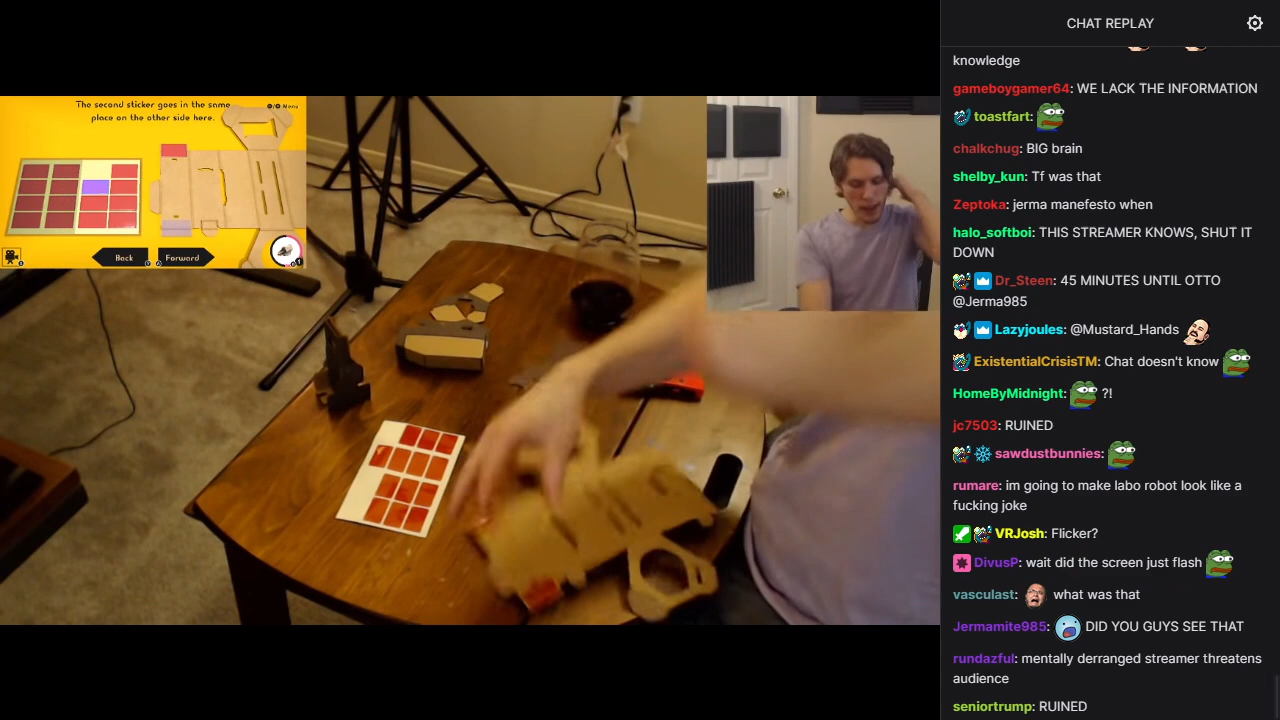 The second sticker goes in the same
place on the other side here.
Menu
Back
Forward
CHAT REPLAY
knowledge
gameboygamer64: WE LACK THE INFORMATION
toastfart:
chalkchug: BIG brain
shelby_kun: Tf was that
Zeptoka: jerma manefesto when
halo_softboi: THIS STREAMER KNOWS, SHUT IT
DOWN
Dr_Steen: 45 MINUTES UNTIL OTTO
@Jerma985
Lazyjoules: @Mustard_Hands
ExistentialCrisisTM: Chat doesn't know
HomeByMidnight: ?!
jc7503: RUINED
sawdustbunnies:
rumare: im going to make labo robot look like a
fucking joke
VRJosh: Flicker?
DivusP: wait did the screen just flash
vasculast: what was that
Jermamite985: DID YOU GUYS SEE THAT
rundazful: mentally derranged streamer threatens
audience
seniortrump: RUINED